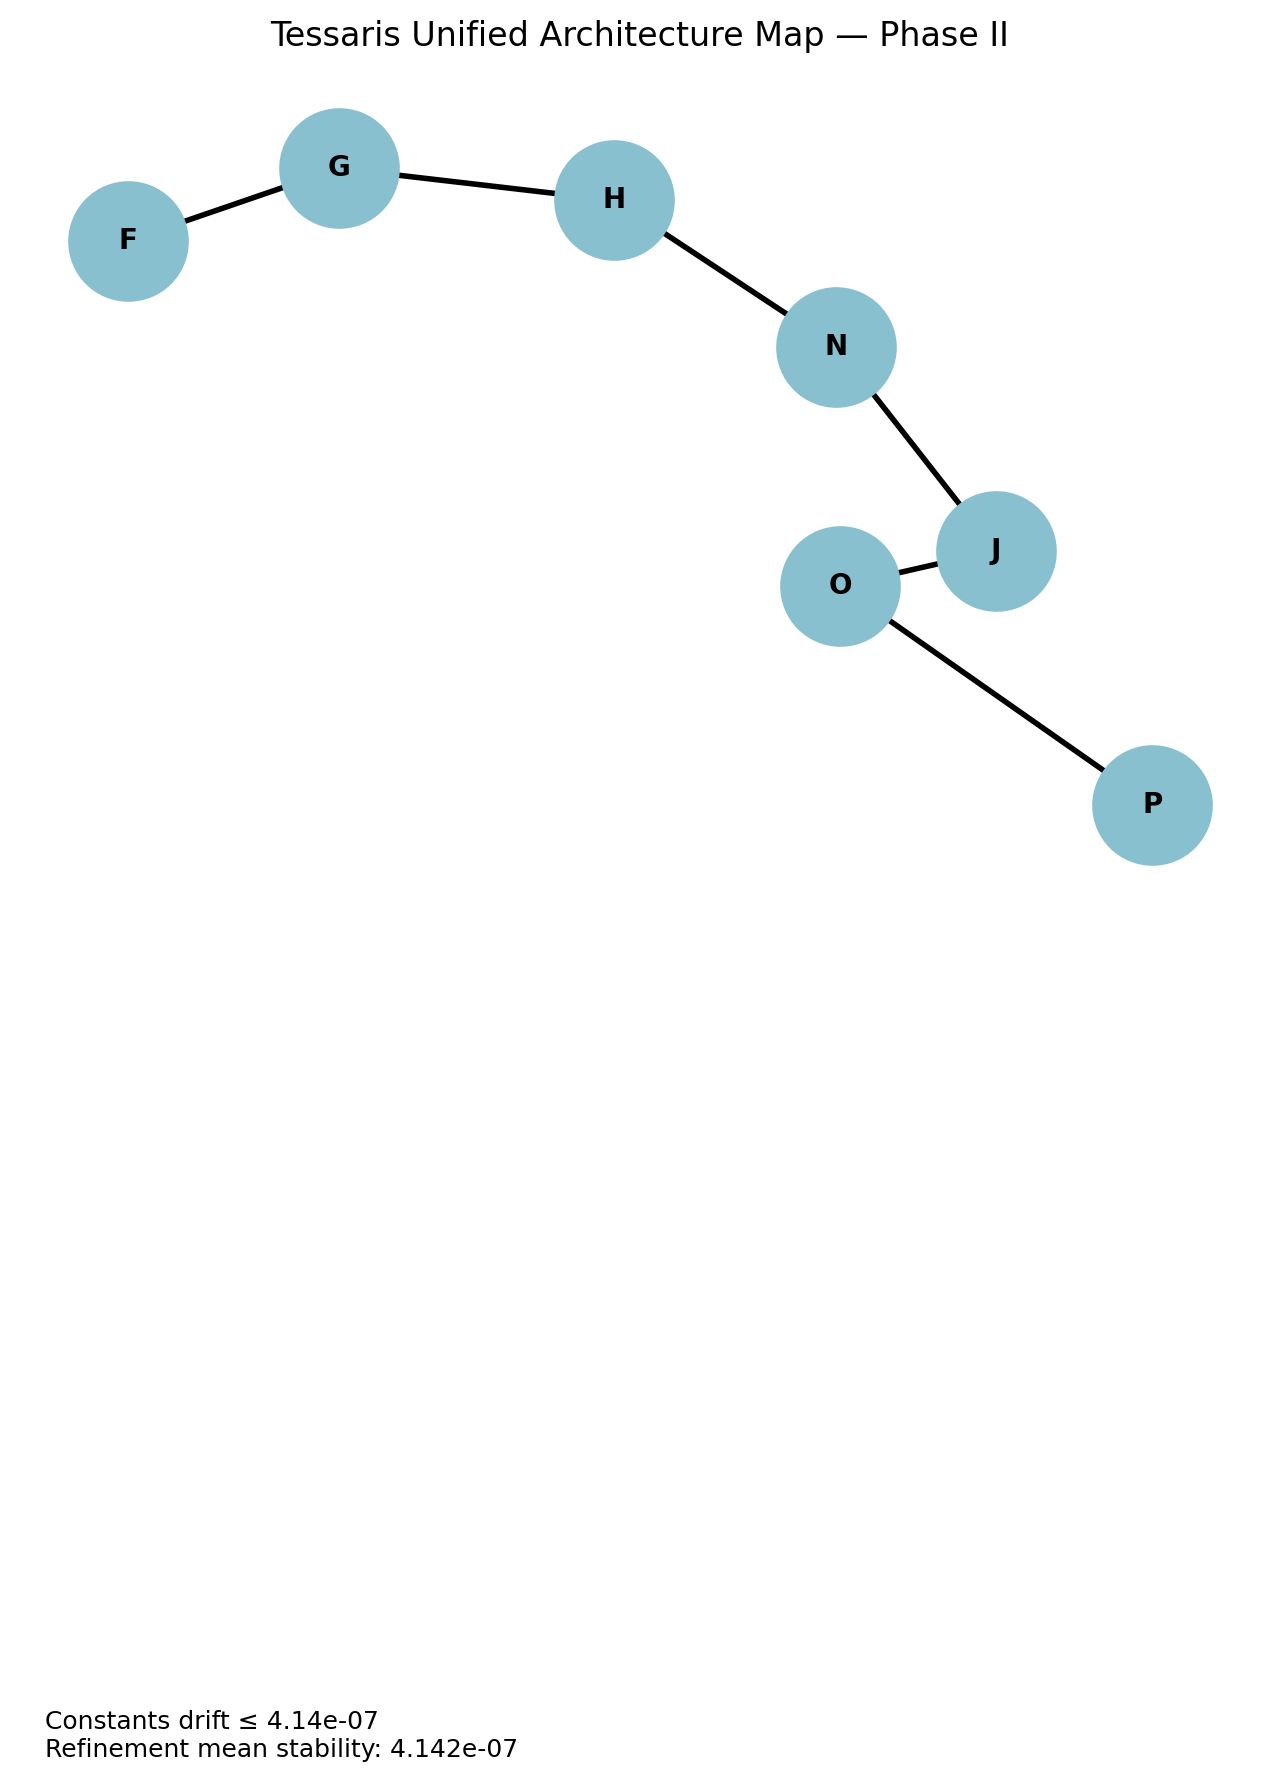 Tessaris Unified Architecture Map — Phase II
G
H
F
N
J
O
P
Constants drift ≤ 4.14e-07
Refinement mean stability: 4.142e-07